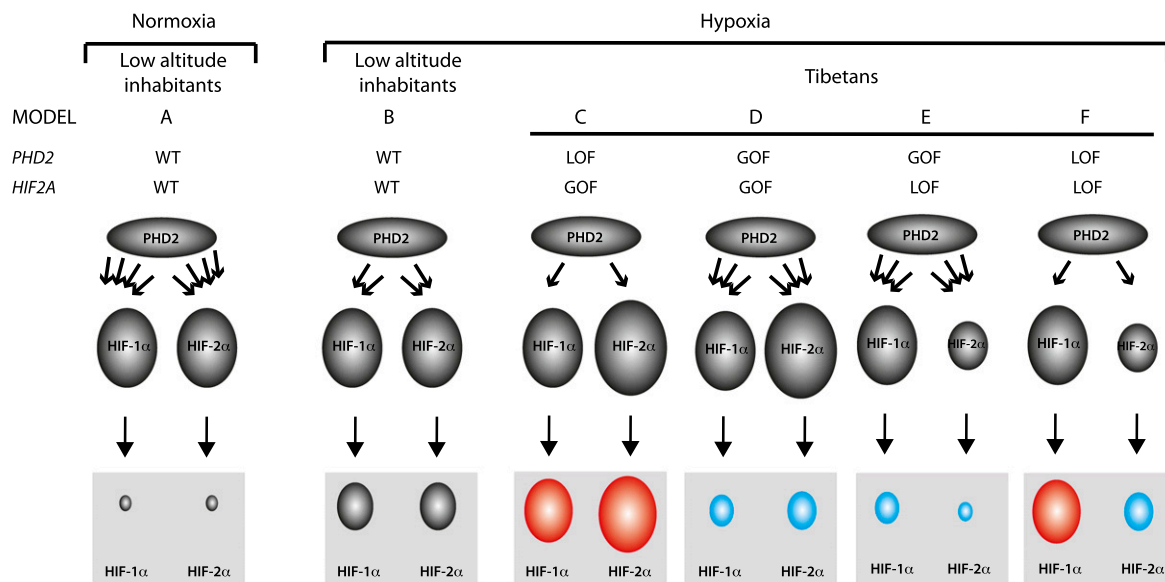 Normoxia
Hypoxia
Low altitude
inhabitants
Low altitude
inhabitants
Tibetans
MODEL A B C D E F
PHD2 WT WT LOF GOF GOF LOF
HIF2A WT WT GOF GOF LOF LOF
PHD2 PHD2 PHD2 PHD2 PHD2 PHD2
HIF-1α HIF-2α HIF-1α HIF-2α HIF-1α HIF-2α HIF-1α HIF-2α HIF-1α HIF-2α HIF-1α HIF-2α
HIF-1α HIF-2α HIF-1α HIF-2α HIF-1α HIF-2α HIF-1α HIF-2α HIF-1α HIF-2α HIF-1α HIF-2α